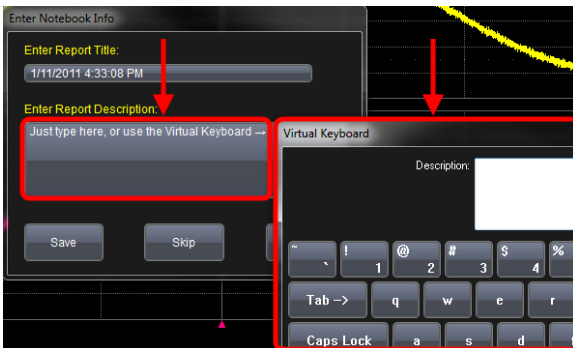 Enter Notebook Info
Enter Report Title:
1/11/2011 4:33:08 PM
Enter Report Description:
Just type here, or use the Virtual Keyboard →
Save
Skip
Virtual Keyboard
Description:
~ ! @ # $ %
` 1 2 3 4
Tab -> q w e r
Caps Lock a s d f